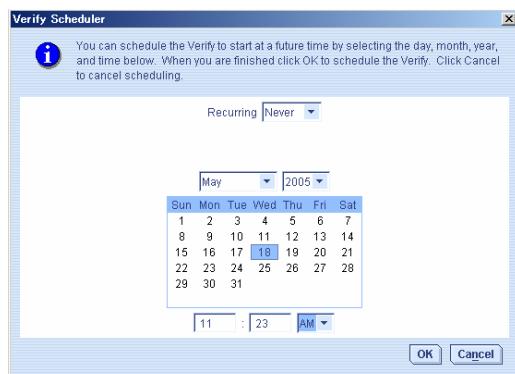 Verify Scheduler
You can schedule the Verify to start at a future time by selecting the day, month, year,
and time below. When you are finished click OK to schedule the Verify. Click Cancel
to cancel scheduling.
Recurring Never
May 2005
Sun Mon Tue Wed Thu Fri Sat
1 2 3 4 5 6 7
8 9 10 11 12 13 14
15 16 17 18 19 20 21
22 23 24 25 26 27 28
29 30 31
11 : 23 AM
OK Cancel